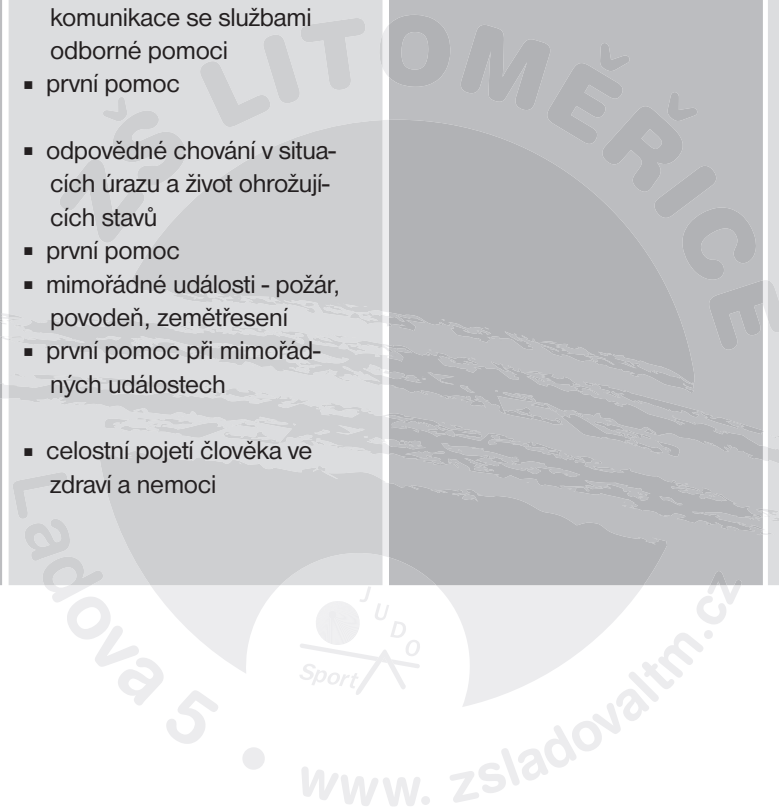 komunikace se službami
odborné pomoci
▪ první pomoc
▪ odpovědné chování v situa-
cích úrazu a život ohrožují-
cích stavů
▪ první pomoc
▪ mimořádné události - požár,
povodeň, zemětřesení
▪ první pomoc při mimořád-
ných událostech
▪ celostní pojetí člověka ve
zdraví a nemoci
ZŠ LITOMĚŘICE
JUDO
Sport
Ladova 5 • www. zsladovaltm.cz